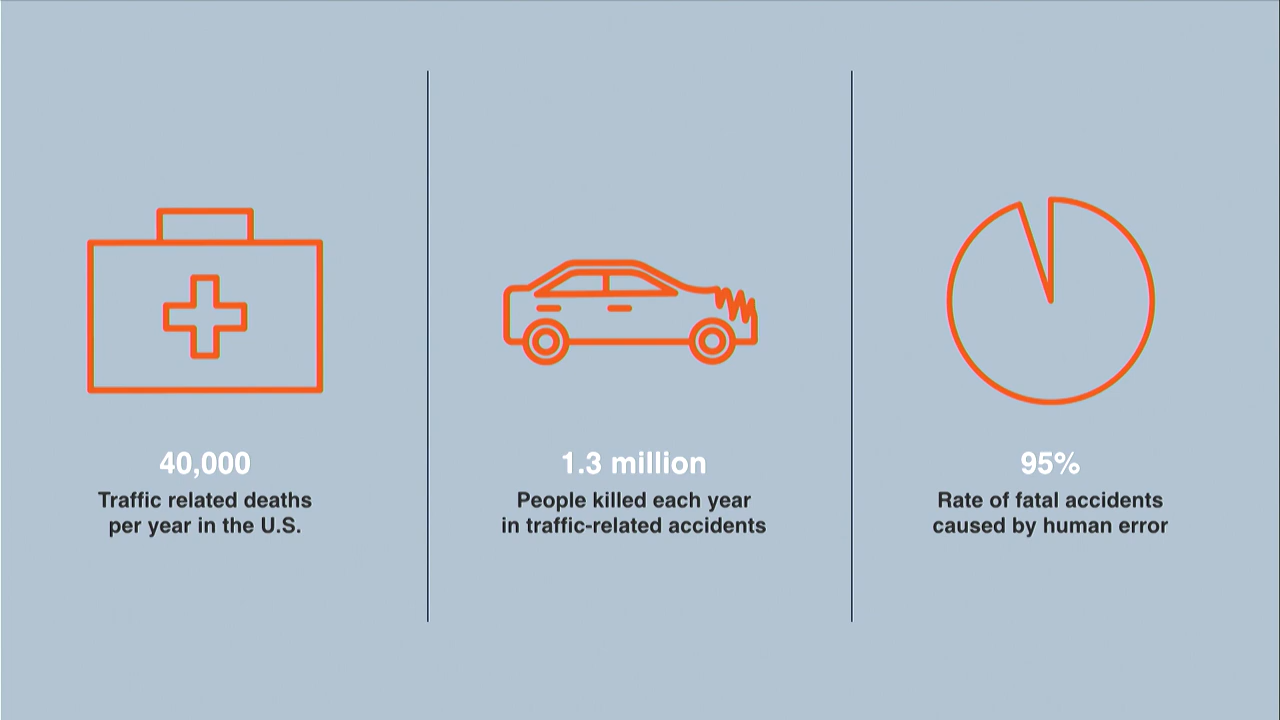 40,000
Traffic related deaths
per year in the U.S.
1.3 million
People killed each year
in traffic-related accidents
95%
Rate of fatal accidents
caused by human error